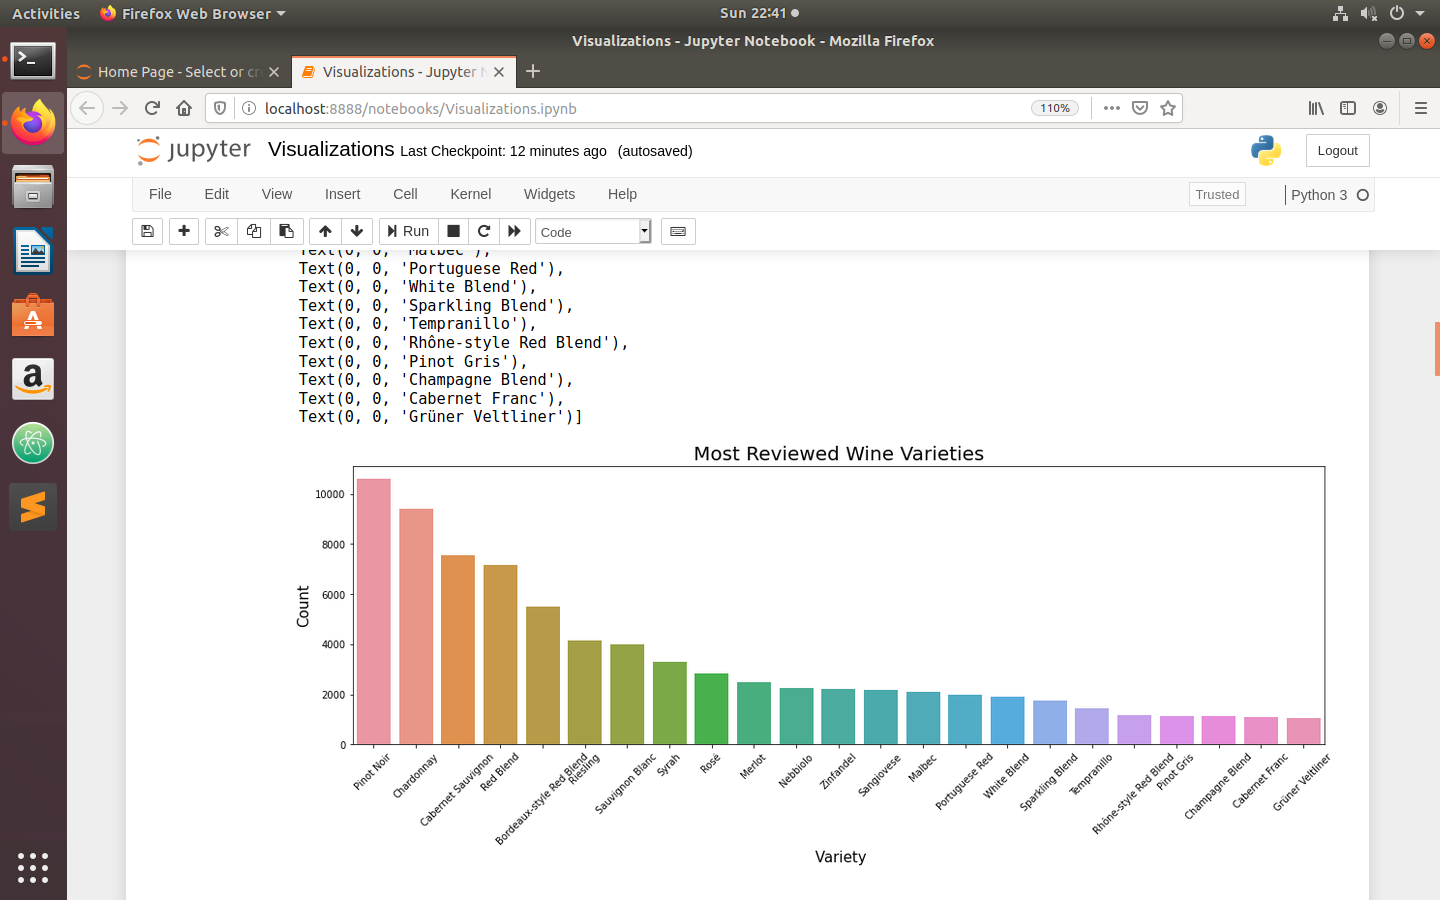 Activities
Firefox Web Browser
Sun 22:41
Visualizations - Jupyter Notebook - Mozilla Firefox
Home Page - Select or cr
Visualizations - Jupyter N
localhost:8888/notebooks/Visualizations.ipynb
110%
jupyter Visualizations Last Checkpoint: 12 minutes ago (autosaved)
Logout
File Edit View Insert Cell Kernel Widgets Help
Trusted
Python 3
Run
Code
Text(0, 0, 'Malbec'),
Text(0, 0, 'Portuguese Red'),
Text(0, 0, 'White Blend'),
Text(0, 0, 'Sparkling Blend'),
Text(0, 0, 'Tempranillo'),
Text(0, 0, 'Rhône-style Red Blend'),
Text(0, 0, 'Pinot Gris'),
Text(0, 0, 'Champagne Blend'),
Text(0, 0, 'Cabernet Franc'),
Text(0, 0, 'Grüner Veltliner')]
Most Reviewed Wine Varieties
Count
10000
8000
6000
4000
2000
0
Pinot Noir
Chardonnay
Cabernet Sauvignon
Red Blend
Bordeaux-style Red Blend
Riesling
Sauvignon Blanc
Syrah
Rosé
Merlot
Nebbiolo
Zinfandel
Sangiovese
Malbec
Portuguese Red
White Blend
Sparkling Blend
Tempranillo
Rhône-style Red Blend
Pinot Gris
Champagne Blend
Cabernet Franc
Grüner Veltliner
Variety